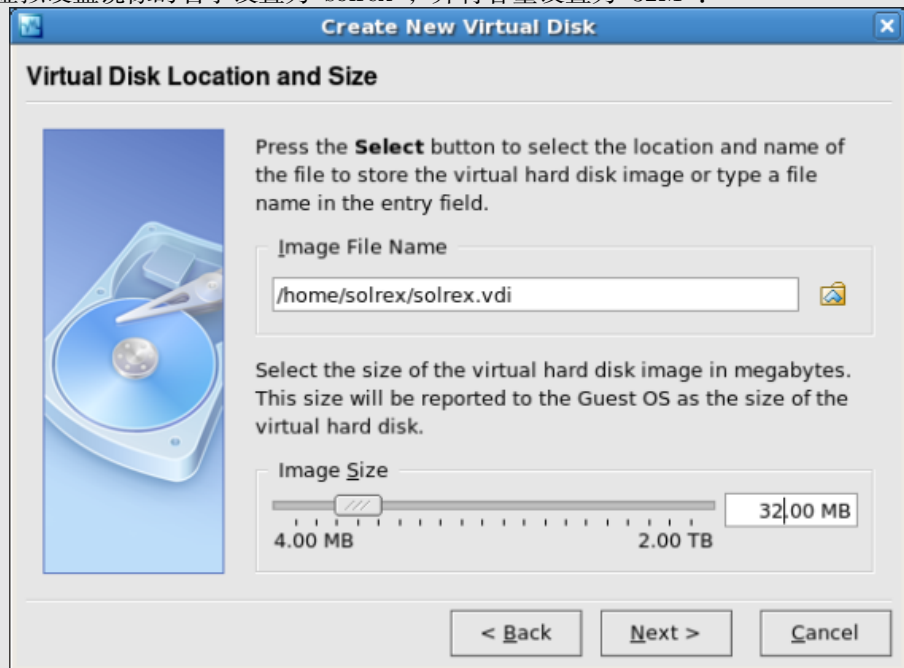 Create New Virtual Disk
Virtual Disk Location and Size
Press the Select button to select the location and name of
the file to store the virtual hard disk image or type a file
name in the entry field.
Image File Name
/home/solrex/solrex.vdi
Select the size of the virtual hard disk image in megabytes.
This size will be reported to the Guest OS as the size of the
virtual hard disk.
Image Size
32.00 MB
4.00 MB
2.00 TB
< Back
Next >
Cancel